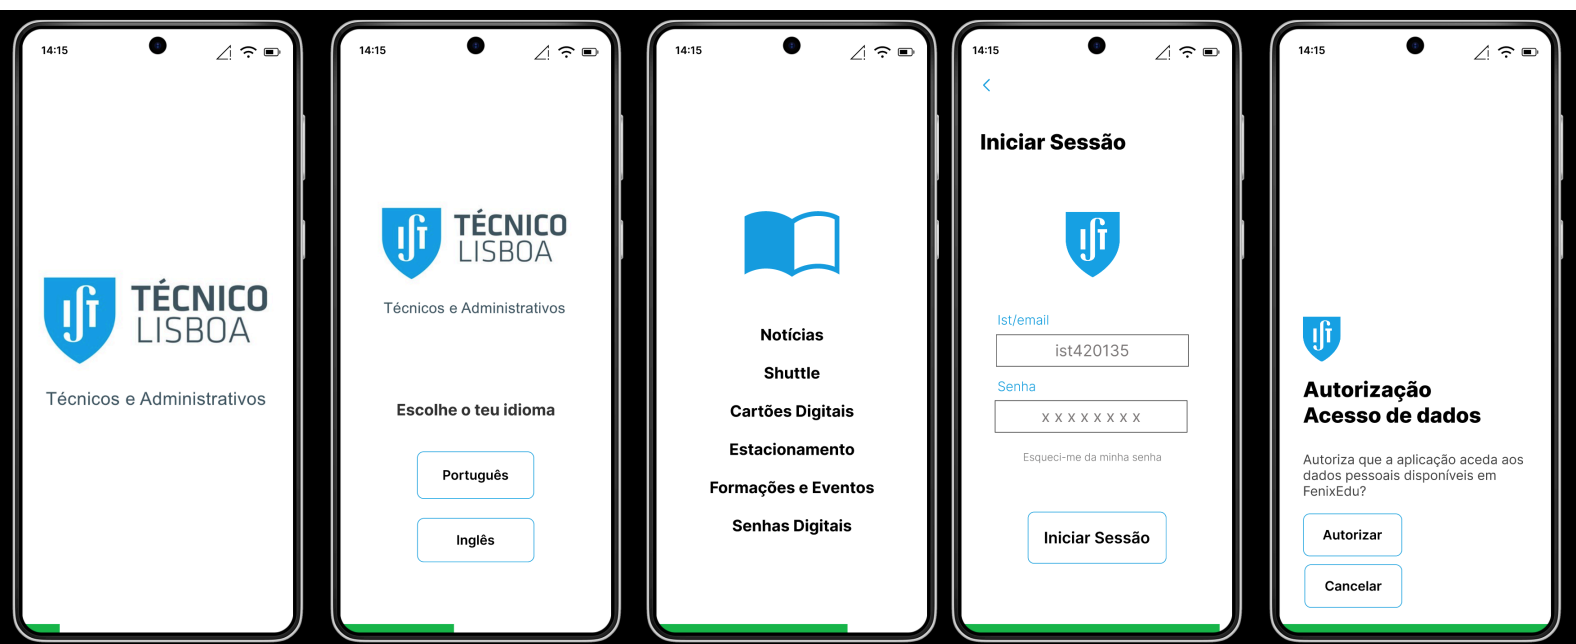 14:15
TÉCNICO
LISBOA
Técnicos e Administrativos
14:15
TÉCNICO
LISBOA
Técnicos e Administrativos
Escolhe o teu idioma
Português
Inglês
14:15
Notícias
Shuttle
Cartões Digitais
Estacionamento
Formações e Eventos
Senhas Digitais
14:15
Iniciar Sessão
Ist/email
ist420135
Senha
x x x x x x x x
Esqueci-me da minha senha
Iniciar Sessão
14:15
Autorização
Acesso de dados
Autoriza que a aplicação aceda aos
dados pessoais disponíveis em
FenixEdu?
Autorizar
Cancelar